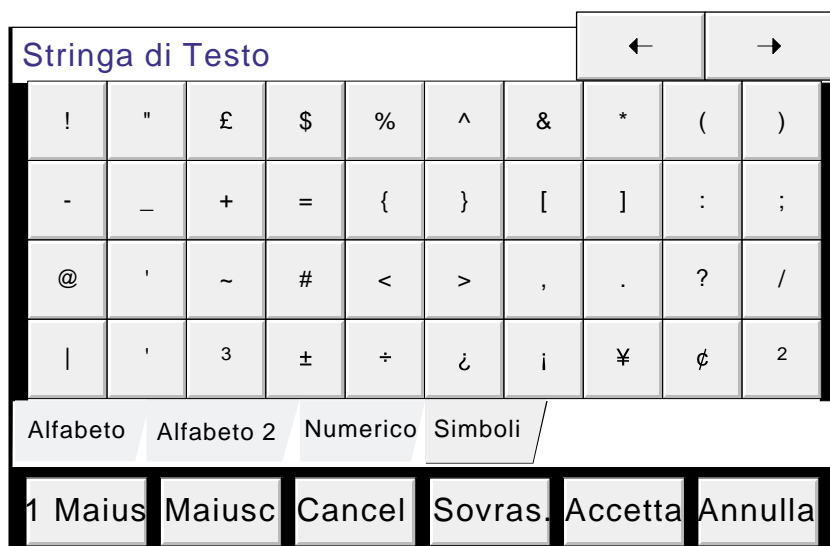 Stringa di Testo ← →
! " £ $ % ^ & * ( )
- _ + = { } [ ] : ;
@ ' ~ # < > , . ? /
| ' ³ ± ÷ ¿ ¡ ¥ ¢ ²
Alfabeto Alfabeto 2 Numerico Simboli
1 Maius Maiusc Cancel Sovras. Accetta Annulla